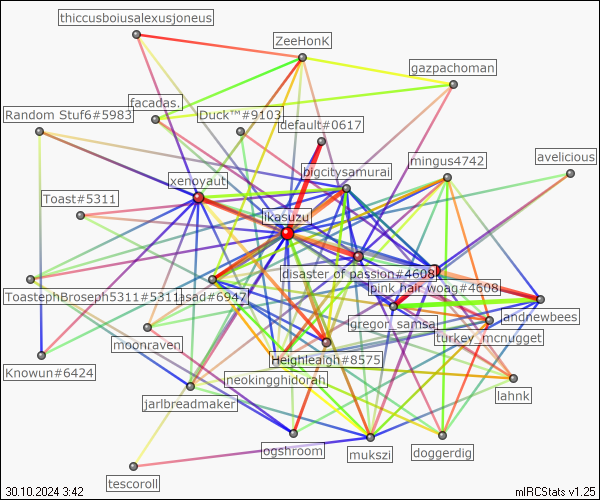 thiccusboiusalexusjoneus
ZeeHonK
gazpachoman
facadas.
Random Stuf6#5983
Duck™#9103
default#0617
mingus4742
avelicious
bigcitysamurai
xenoyaut
Toast#5311
ikasuzu
disaster of passion#4608
pink hair woag#4608
ToastephBroseph5311#5311
asad#6947
andnewbees
gregor_samsa
turkey_mcnugget
moonraven
Heighleaigh#8575
Knowun#6424
neokingghidorah
lahnk
jarlbreadmaker
ogshroom
mukszi
doggerdig
tescoroll
30.10.2024 3:42
mIRCStats v1.25